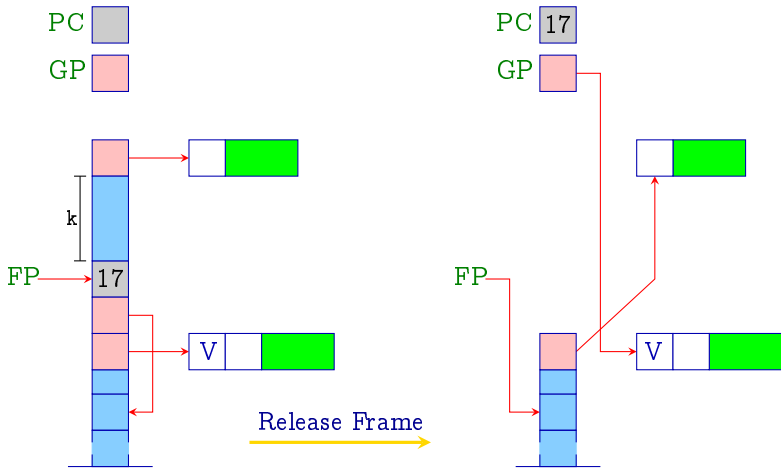 PC
PC 17
GP
GP
k
FP 17
FP
V
V
Release Frame